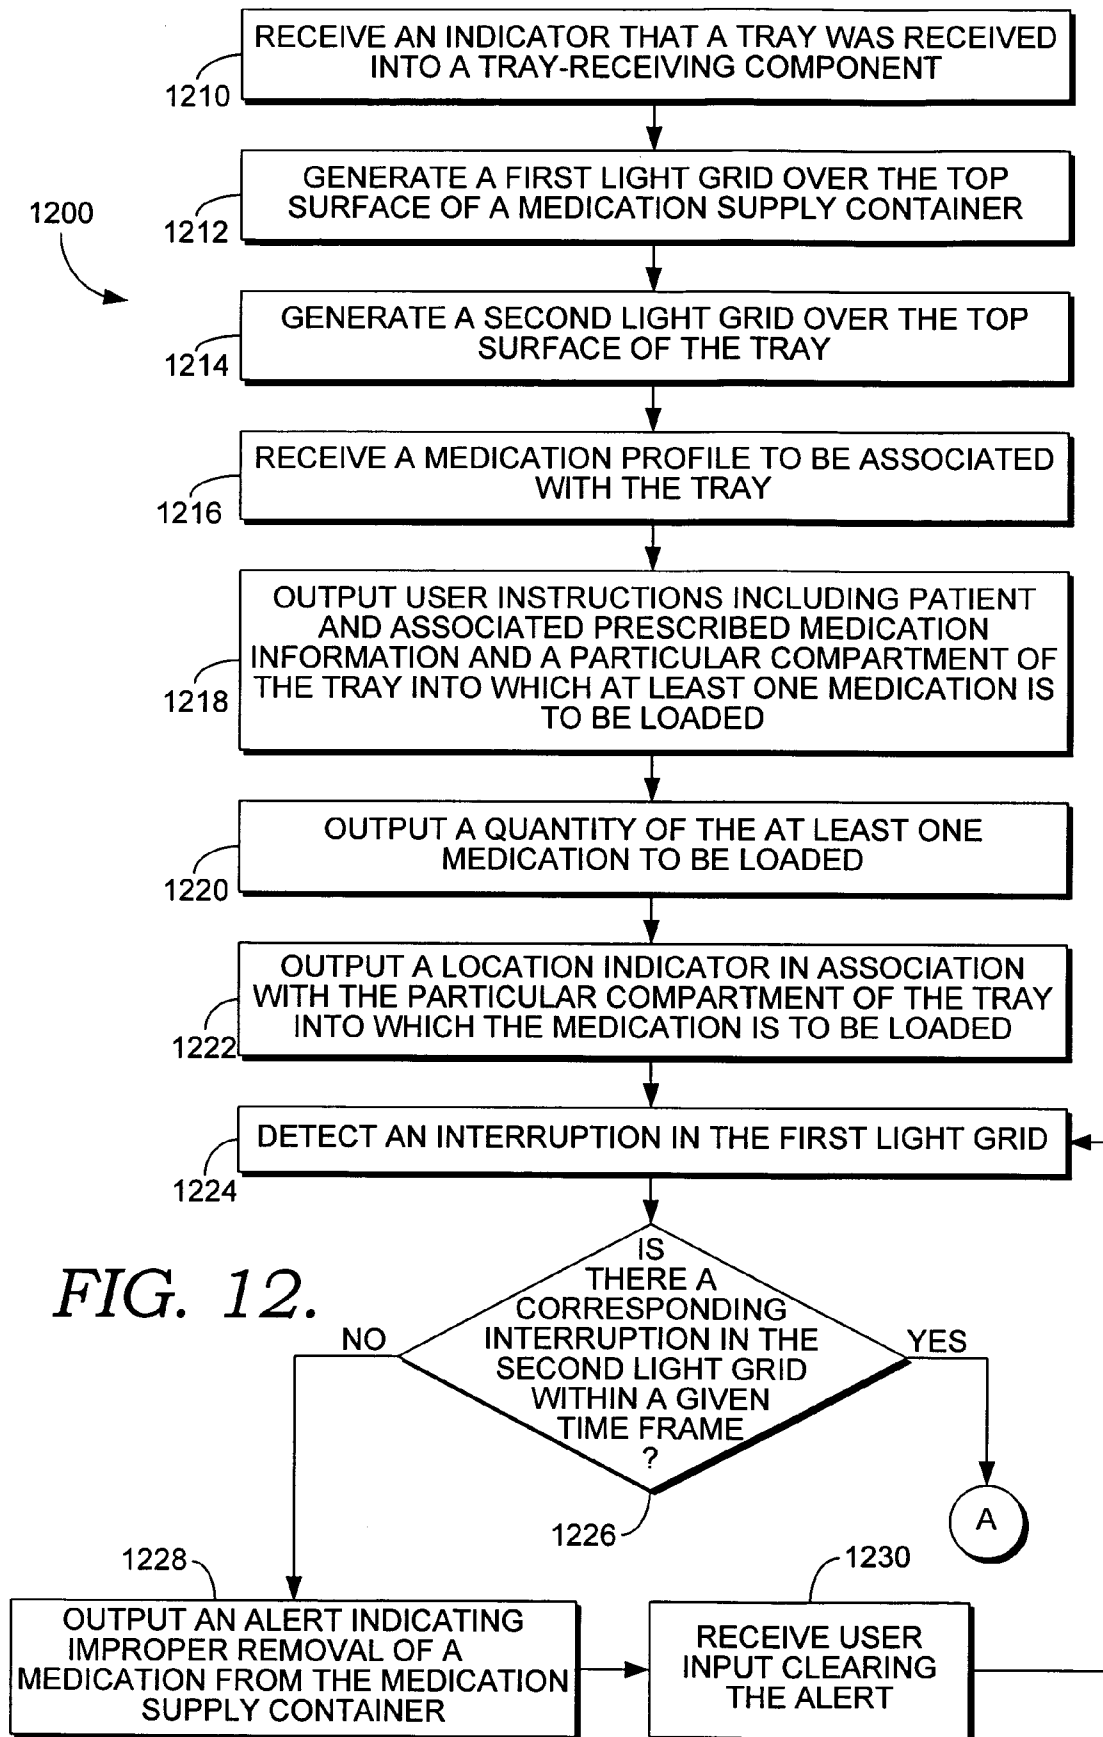 RECEIVE AN INDICATOR THAT A TRAY WAS RECEIVED
INTO A TRAY-RECEIVING COMPONENT
1210
GENERATE A FIRST LIGHT GRID OVER THE TOP
SURFACE OF A MEDICATION SUPPLY CONTAINER
1212
1200
GENERATE A SECOND LIGHT GRID OVER THE TOP
SURFACE OF THE TRAY
1214
RECEIVE A MEDICATION PROFILE TO BE ASSOCIATED
WITH THE TRAY
1216
OUTPUT USER INSTRUCTIONS INCLUDING PATIENT
AND ASSOCIATED PRESCRIBED MEDICATION
INFORMATION AND A PARTICULAR COMPARTMENT OF
THE TRAY INTO WHICH AT LEAST ONE MEDICATION IS
TO BE LOADED
1218
OUTPUT A QUANTITY OF THE AT LEAST ONE
MEDICATION TO BE LOADED
1220
OUTPUT A LOCATION INDICATOR IN ASSOCIATION
WITH THE PARTICULAR COMPARTMENT OF THE TRAY
INTO WHICH THE MEDICATION IS TO BE LOADED
1222
DETECT AN INTERRUPTION IN THE FIRST LIGHT GRID
1224
FIG. 12.
IS
THERE A
CORRESPONDING
INTERRUPTION IN THE
SECOND LIGHT GRID
WITHIN A GIVEN
TIME FRAME
?
NO
YES
1226
A
1228
OUTPUT AN ALERT INDICATING
IMPROPER REMOVAL OF A
MEDICATION FROM THE MEDICATION
SUPPLY CONTAINER
1230
RECEIVE USER
INPUT CLEARING
THE ALERT